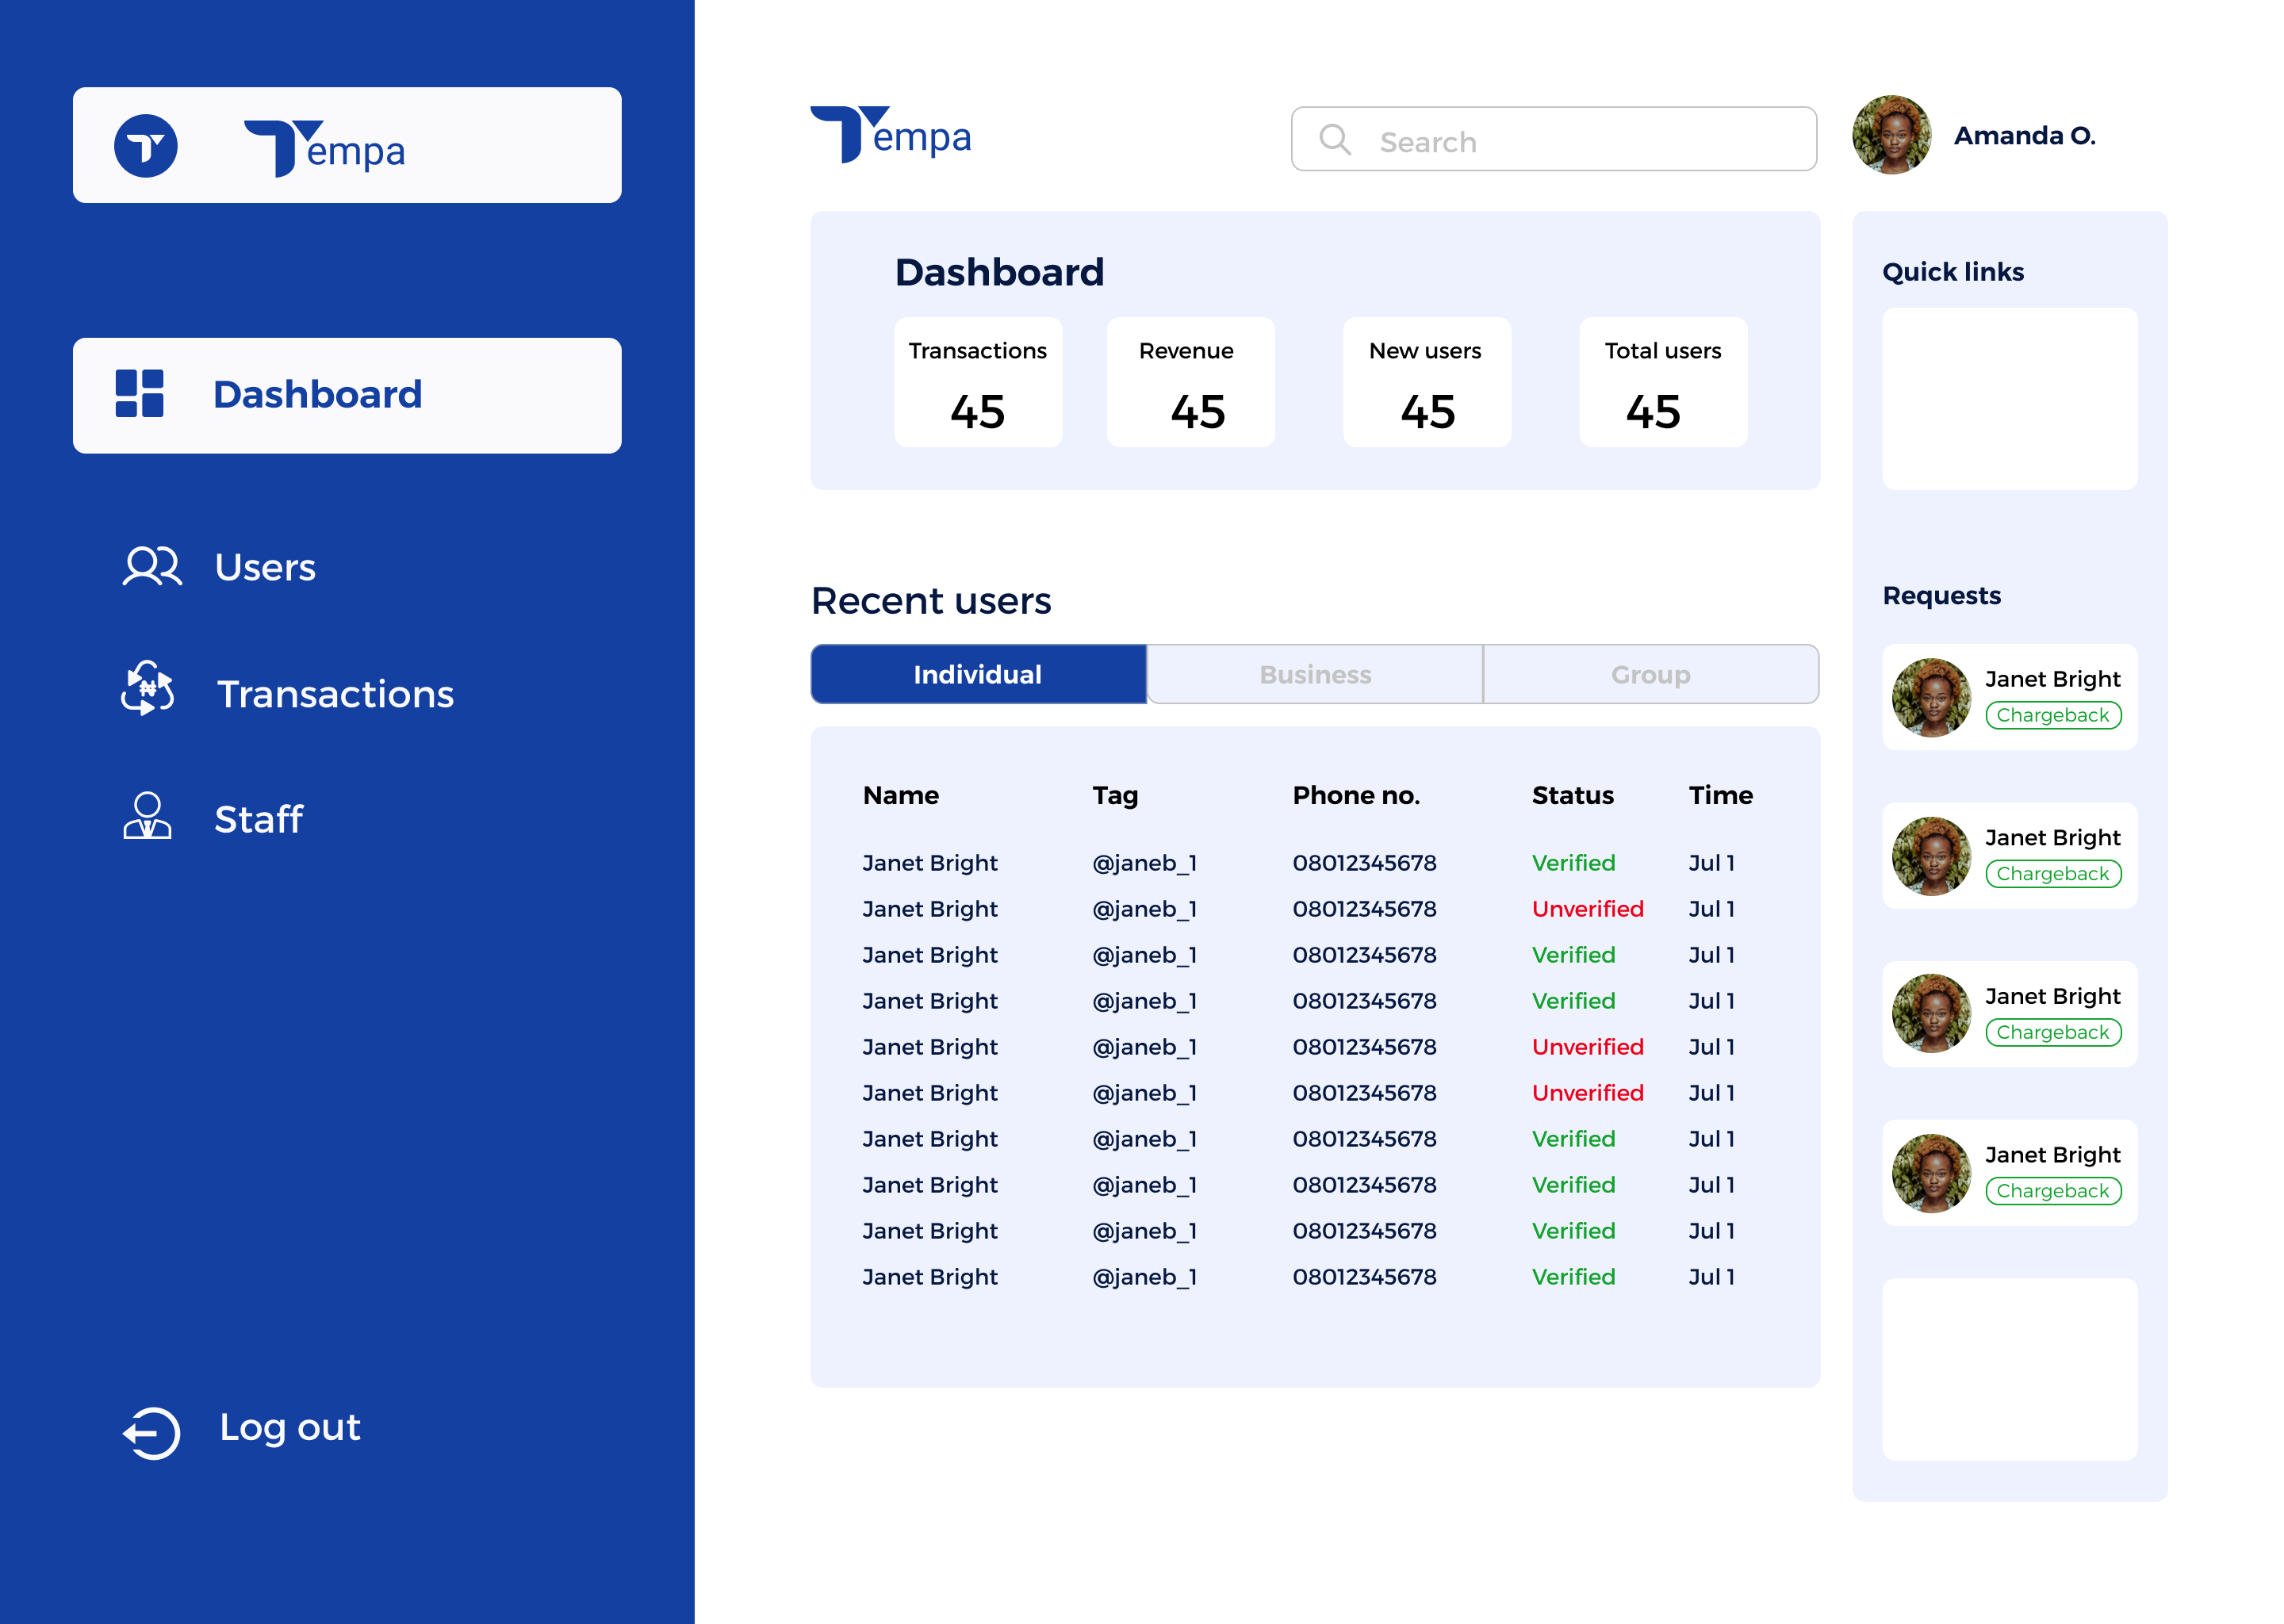 Tempa
Dashboard
Users
Transactions
Staff
Log out
Tempa
Search
Amanda O.
Dashboard
Transactions Revenue New users Total users
45 45 45 45
Quick links
Recent users
Individual Business Group
Name Tag Phone no. Status Time
Janet Bright @janeb_1 08012345678 Verified Jul 1
Janet Bright @janeb_1 08012345678 Unverified Jul 1
Janet Bright @janeb_1 08012345678 Verified Jul 1
Janet Bright @janeb_1 08012345678 Verified Jul 1
Janet Bright @janeb_1 08012345678 Unverified Jul 1
Janet Bright @janeb_1 08012345678 Unverified Jul 1
Janet Bright @janeb_1 08012345678 Verified Jul 1
Janet Bright @janeb_1 08012345678 Verified Jul 1
Janet Bright @janeb_1 08012345678 Verified Jul 1
Janet Bright @janeb_1 08012345678 Verified Jul 1
Requests
Janet Bright
Chargeback
Janet Bright
Chargeback
Janet Bright
Chargeback
Janet Bright
Chargeback